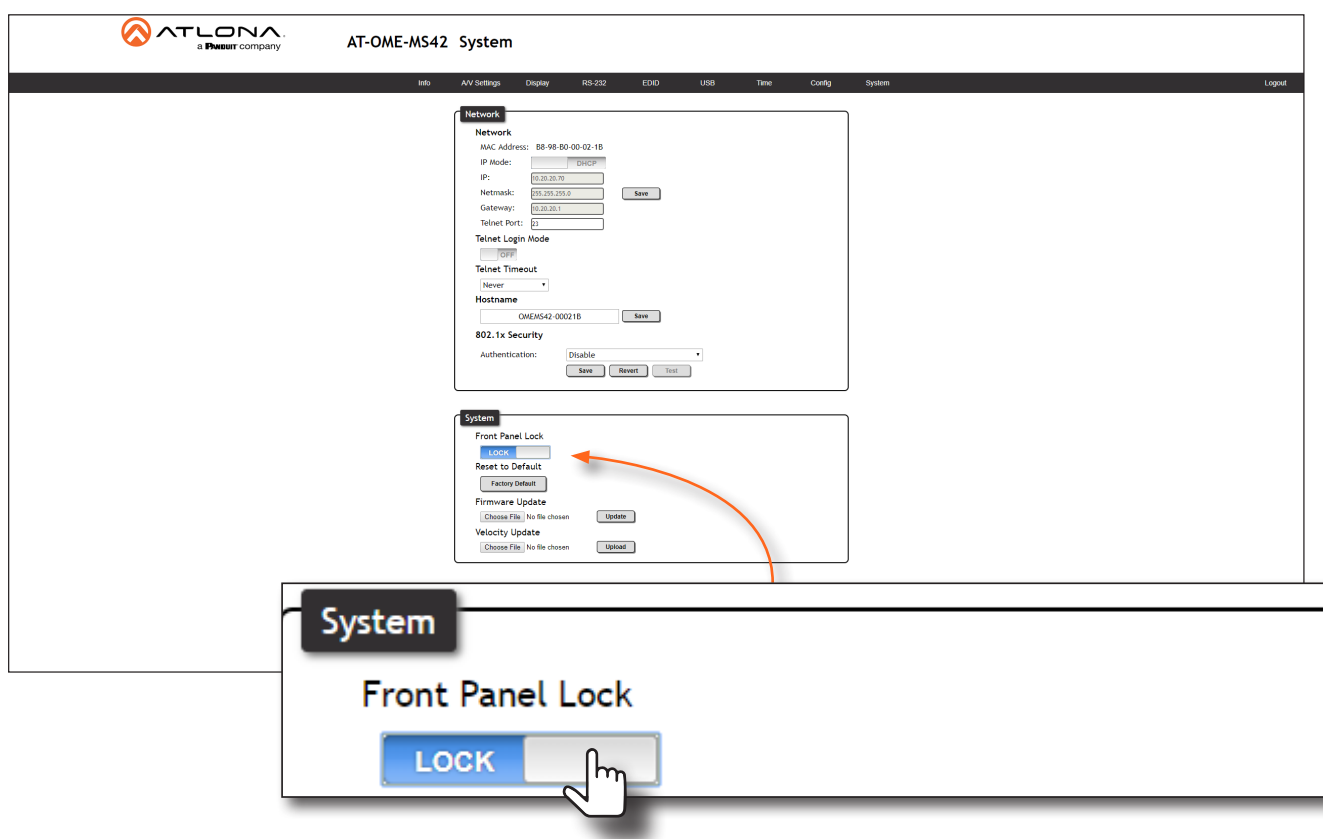 ATLONA.
a PANDUIT company
AT-OME-MS42 System
Info A/V Settings Display RS-232 EDID USB Time Config System Logout
Network
Network
MAC Address: B8-98-B0-00-02-1B
IP Mode: DHCP
IP: 10.20.20.70
Netmask: 255.255.255.0 Save
Gateway: 10.20.20.1
Telnet Port: 23
Telnet Login Mode
OFF
Telnet Timeout
Never
Hostname
OMEMS42-00021B Save
802.1x Security
Authentication: Disable
Save Revert Test
System
Front Panel Lock
LOCK
Reset to Default
Factory Default
Firmware Update
Choose File No file chosen Update
Velocity Update
Choose File No file chosen Upload
System
Front Panel Lock
LOCK